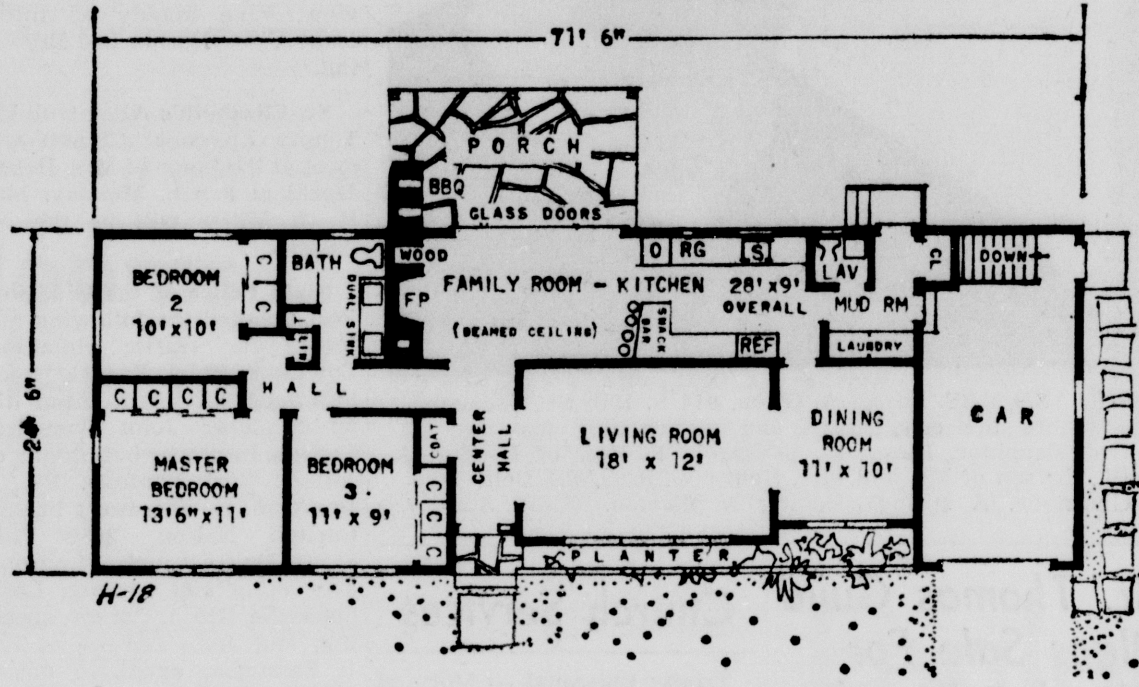 71' 6"
PORCH
BBQ
GLASS DOORS
BEDROOM
2
10'x10'
C
C
BATH
DUAL SINK
T
LIN
WOOD
FP
FAMILY ROOM - KITCHEN
28'x9'
OVERALL
(BEAMED CEILING)
O
RG
S
SNACK
BAR
REF
LAV
MUD RM
LAUNDRY
CL
DOWN
24' 6"
HALL
C C C C
MASTER
BEDROOM
13'6"x11'
BEDROOM
3
11' x 9'
COAT
C
C
C
CENTER
HALL
LIVING ROOM
18' x 12'
DINING
ROOM
11' x 10'
CAR
PLANTER
H-18